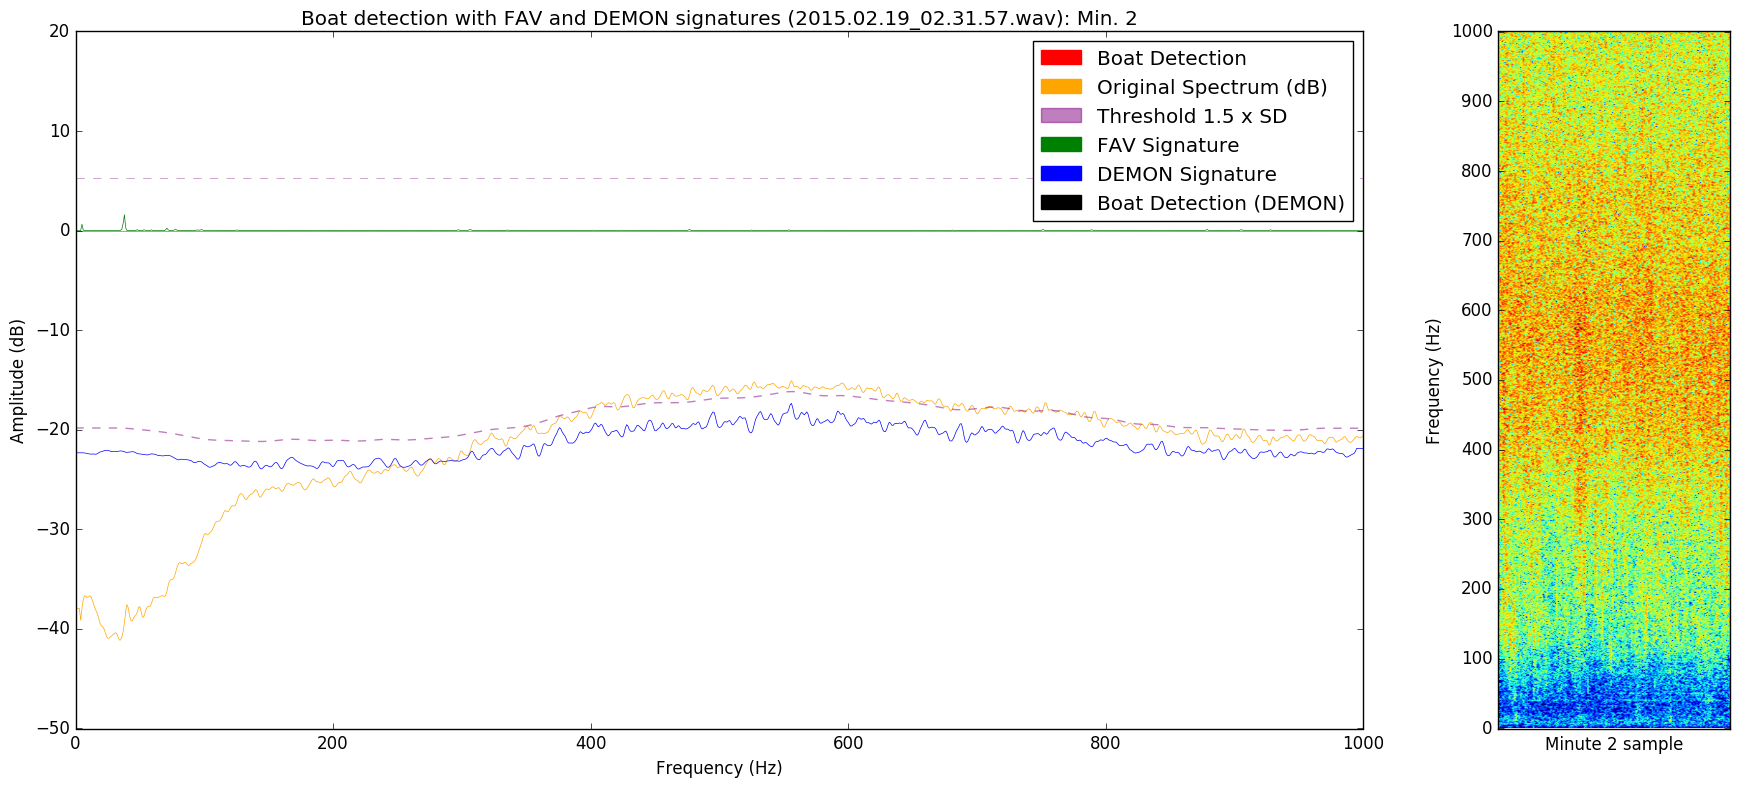 Boat detection with FAV and DEMON signatures (2015.02.19_02.31.57.wav): Min. 2
20
10
0
−10
−20
−30
−40
−50
Amplitude (dB)
Boat Detection
Original Spectrum (dB)
Threshold 1.5 x SD
FAV Signature
DEMON Signature
Boat Detection (DEMON)
0 200 400 600 800 1000
Frequency (Hz)
1000
900
800
700
600
500
400
300
200
100
0
Frequency (Hz)
Minute 2 sample